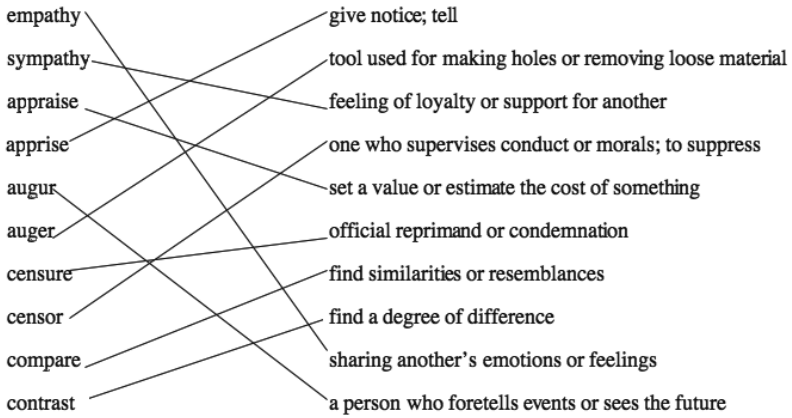 empathy give notice; tell
sympathy tool used for making holes or removing loose material
appraise feeling of loyalty or support for another
apprise one who supervises conduct or morals; to suppress
augur set a value or estimate the cost of something
auger official reprimand or condemnation
censure find similarities or resemblances
censor find a degree of difference
compare sharing another's emotions or feelings
contrast a person who foretells events or sees the future